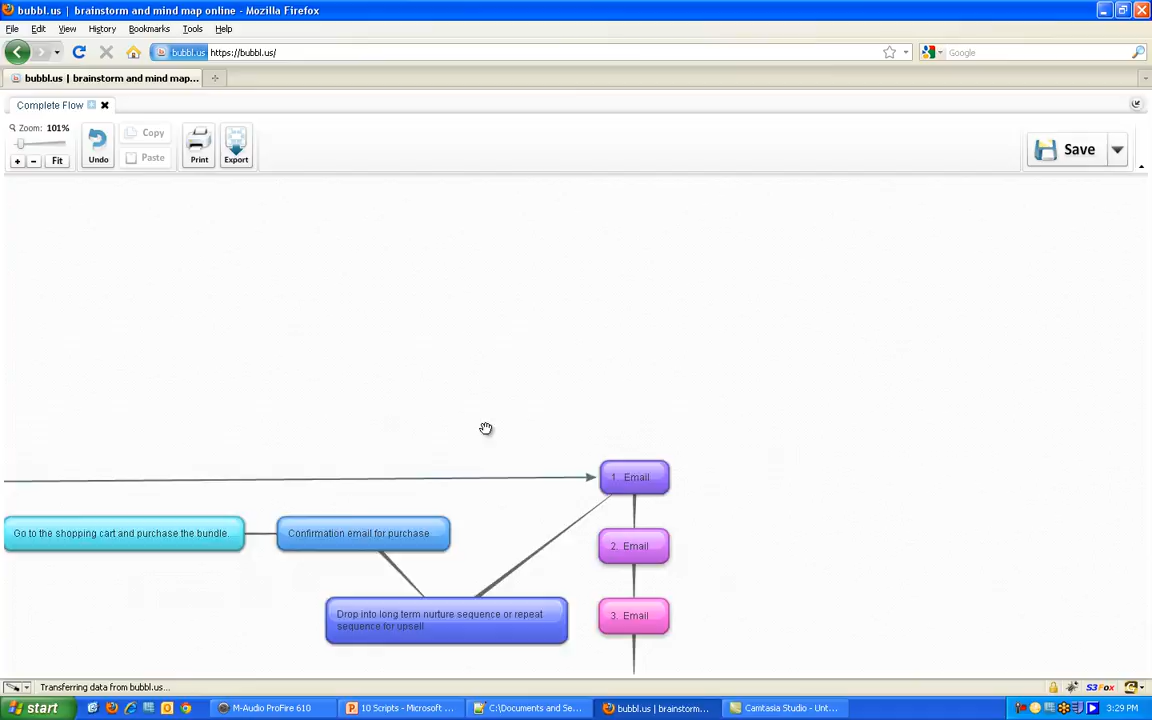 bubbl.us | brainstorm and mind map online - Mozilla Firefox
File Edit View History Bookmarks Tools Help
bubbl.us https://bubbl.us/
Google
bubbl.us | brainstorm and mind map...
Complete Flow
Zoom: 101%
+ - Fit
Undo
Copy
Paste
Print
Export
Save
1. Email
Go to the shopping cart and purchase the bundle.
Confirmation email for purchase
2. Email
Drop into long term nurture sequence or repeat
sequence for upsell
3. Email
Transferring data from bubbl.us...
S3Fox
start
M-Audio ProFire 610
10 Scripts - Microsoft ...
C:\Documents and Se...
bubbl.us | brainstorm...
Camtasia Studio - Unt...
3:29 PM